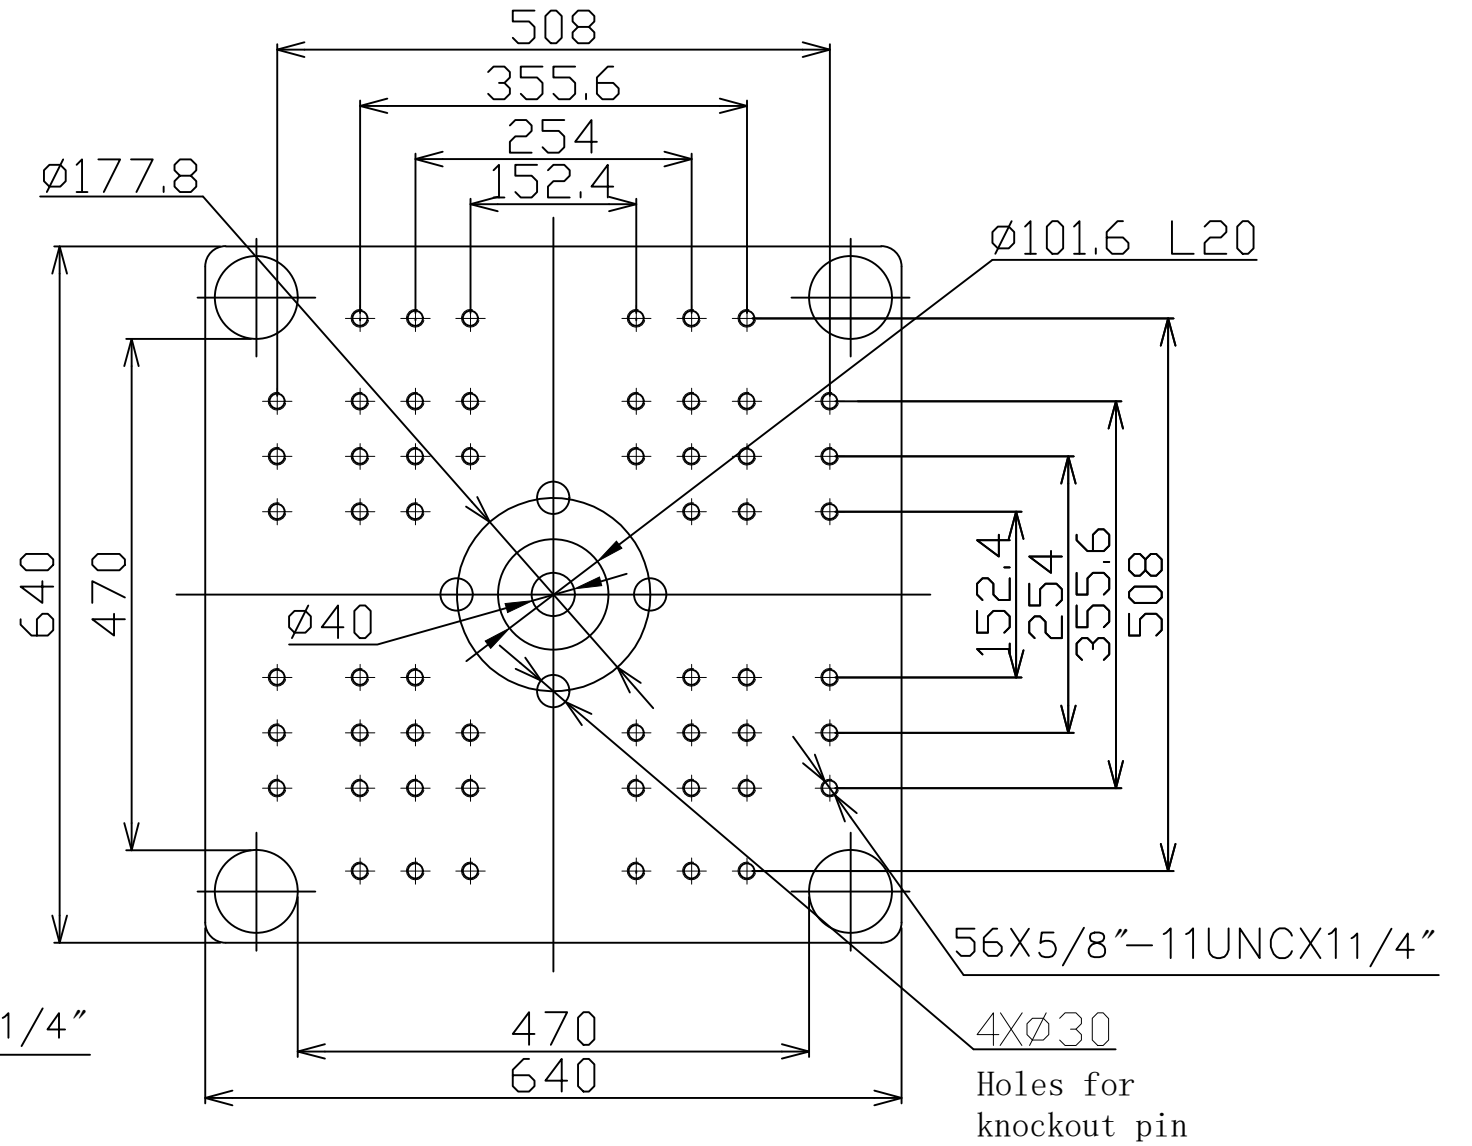 508
355.6
254
152.4
Ø177.8
Ø101.6 L20
640
470
Ø40
152.4
254
355.6
508
56X5/8″-11UNCX11/4″
1/4″
470
640
4XØ30
Holes for
knockout pin